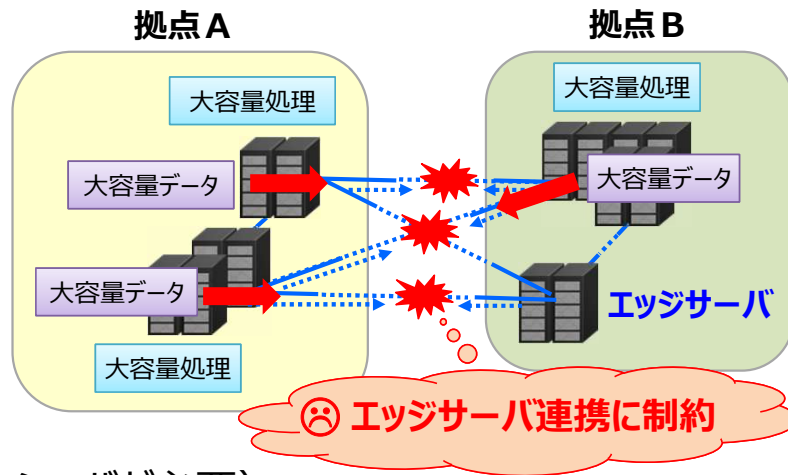 拠点A
拠点B
大容量処理
大容量処理
大容量データ
大容量データ
大容量データ
エッジサーバ
大容量処理
エッジサーバ連携に制約